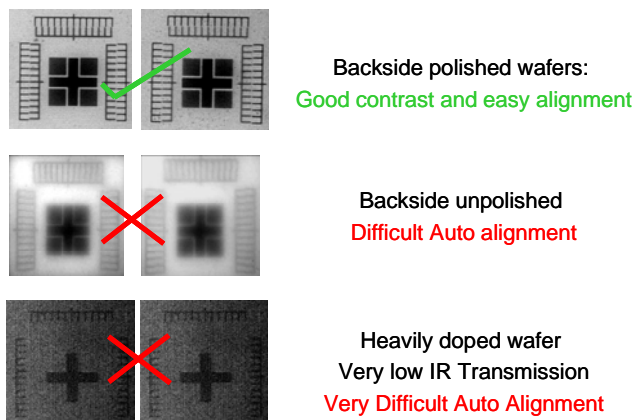 Backside polished wafers:
Good contrast and easy alignment
Backside unpolished
Difficult Auto alignment
Heavily doped wafer
Very low IR Transmission
Very Difficult Auto Alignment